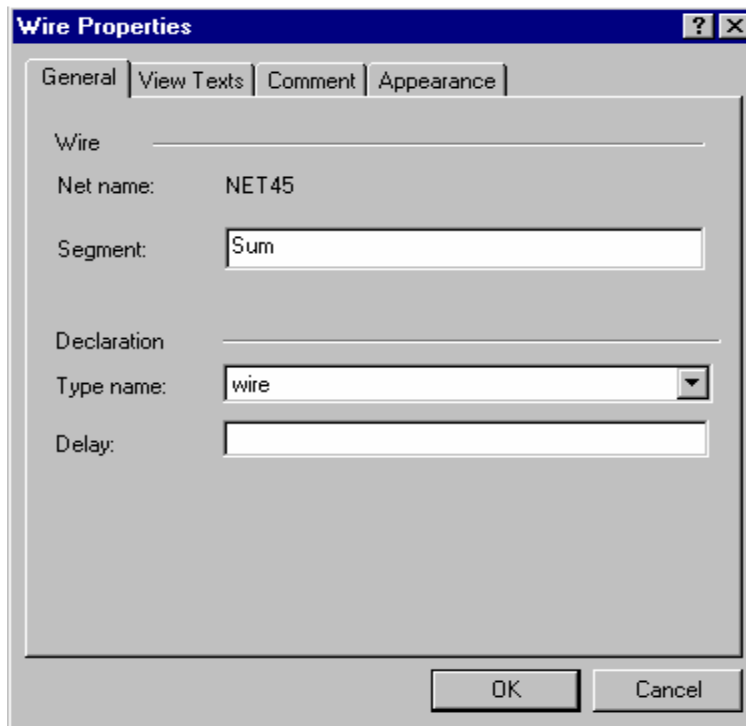 Wire Properties
General View Texts Comment Appearance
Wire
Net name: NET45
Segment: Sum
Declaration
Type name: wire
Delay:
OK Cancel